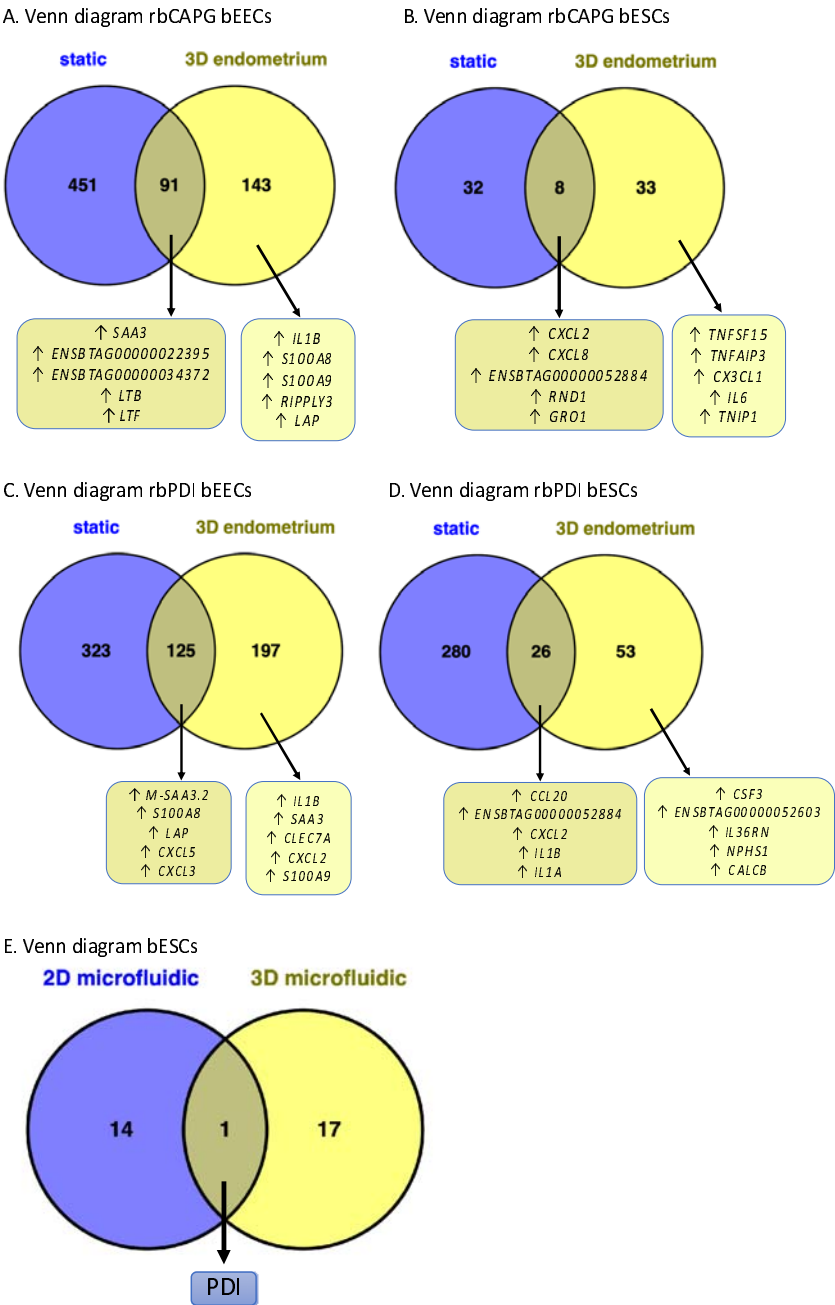 A. Venn diagram rbCAPG bEECs
B. Venn diagram rbCAPG bESCs
static
3D endometrium
static
3D endometrium
451
91
143
32
8
33
↑ SAA3
↑ ENSBTAG00000022395
↑ ENSBTAG00000034372
↑ LTB
↑ LTF
↑ IL1B
↑ S100A8
↑ S100A9
↑ RIPPLY3
↑ LAP
↑ CXCL2
↑ CXCL8
↑ ENSBTAG00000052884
↑ RND1
↑ GRO1
↑ TNFSF15
↑ TNFAIP3
↑ CX3CL1
↑ IL6
↑ TNIP1
C. Venn diagram rbPDI bEECs
D. Venn diagram rbPDI bESCs
static
3D endometrium
static
3D endometrium
323
125
197
280
26
53
↑ M-SAA3.2
↑ S100A8
↑ LAP
↑ CXCL5
↑ CXCL3
↑ IL1B
↑ SAA3
↑ CLEC7A
↑ CXCL2
↑ S100A9
↑ CCL20
↑ ENSBTAG00000052884
↑ CXCL2
↑ IL1B
↑ IL1A
↑ CSF3
↑ ENSBTAG00000052603
↑ IL36RN
↑ NPHS1
↑ CALCB
E. Venn diagram bESCs
2D microfluidic
3D microfluidic
14
1
17
PDI